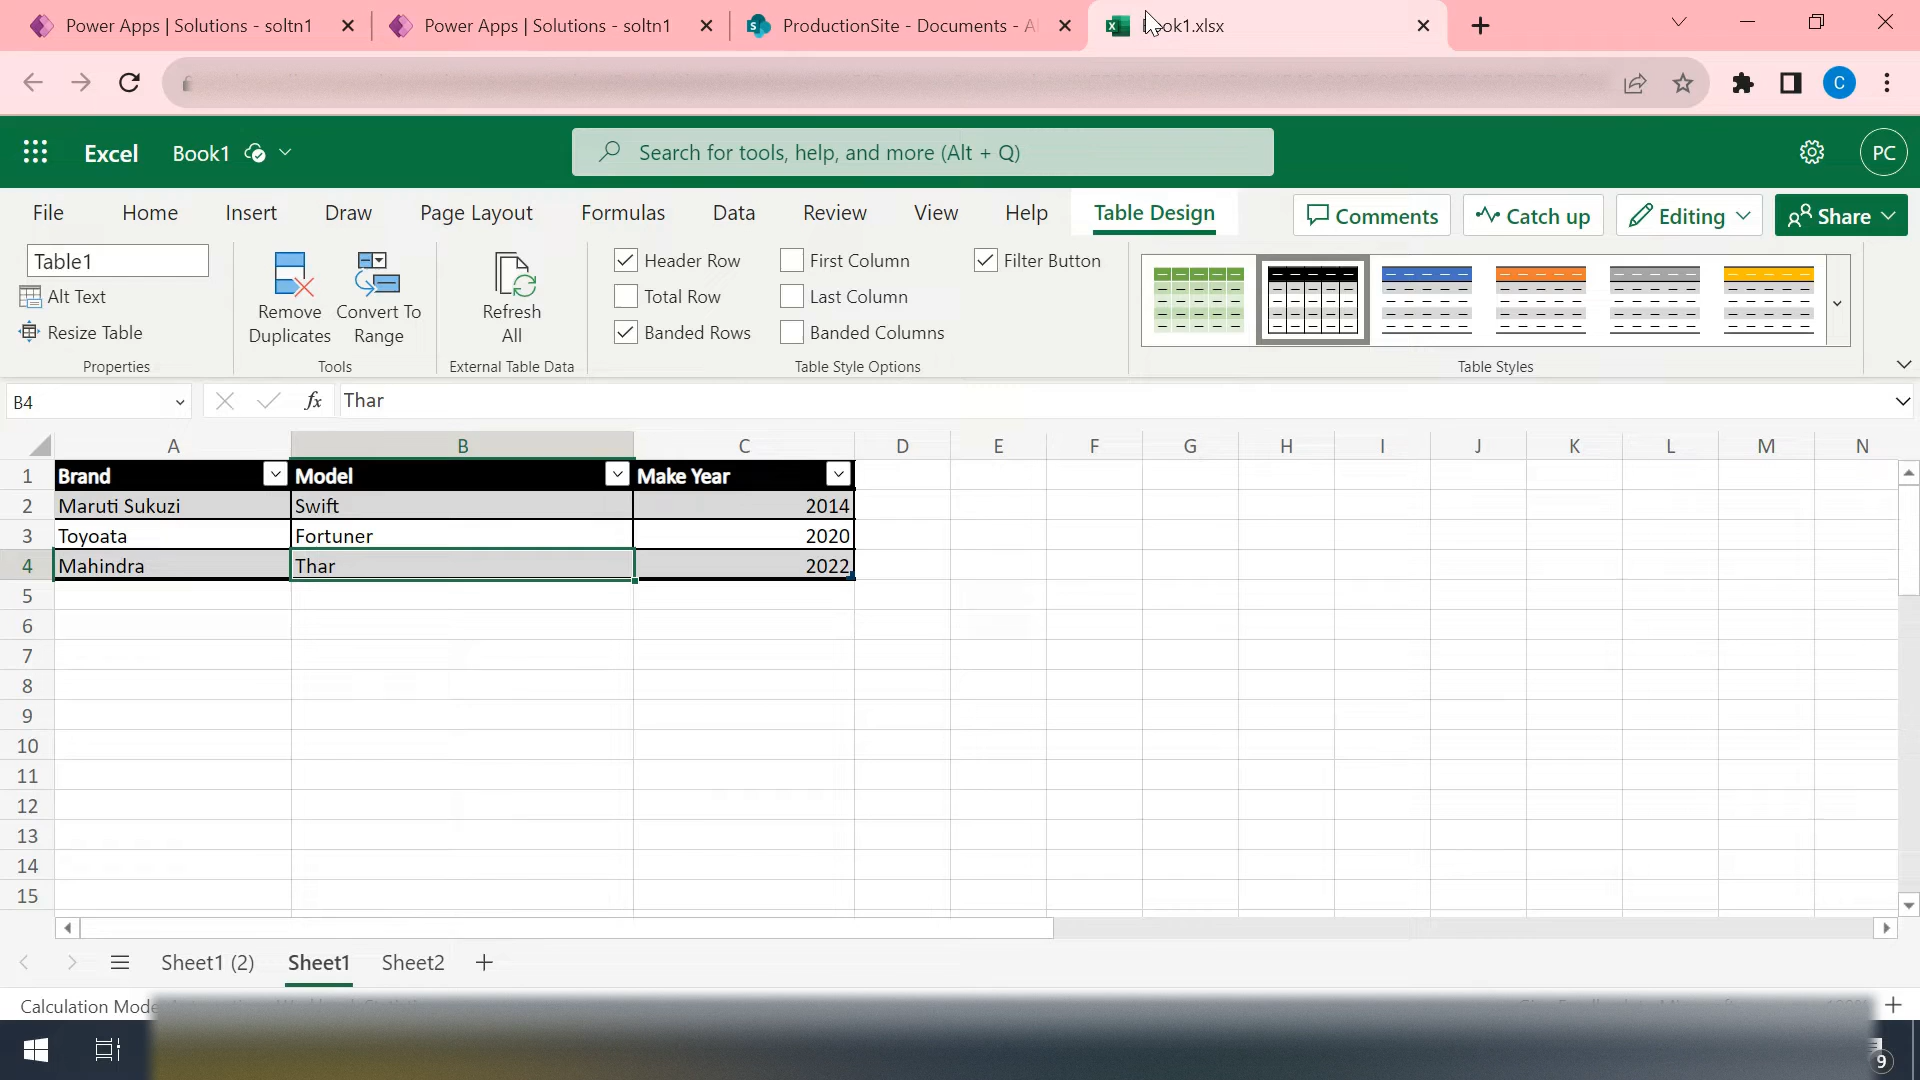 Power Apps | Solutions - soltn1
Power Apps | Solutions - soltn1
ProductionSite - Documents - Al
ook1.xlsx
C
Excel
Book1
Search for tools, help, and more (Alt + Q)
PC
File
Home
Insert
Draw
Page Layout
Formulas
Data
Review
View
Help
Table Design
Comments
Catch up
Editing
Share
Table1
Alt Text
Resize Table
Properties
Remove
Duplicates
Convert To
Range
Tools
Refresh
All
External Table Data
Header Row
First Column
Filter Button
Total Row
Last Column
Banded Rows
Banded Columns
Table Style Options
Table Styles
B4
fx
Thar
A B C D E F G H I J K L M N
1 Brand Model Make Year
2 Maruti Sukuzi Swift 2014
3 Toyoata Fortuner 2020
4 Mahindra Thar 2022
5
6
7
8
9
10
11
12
13
14
15
Sheet1 (2)
Sheet1
Sheet2
Calculation Mode
9